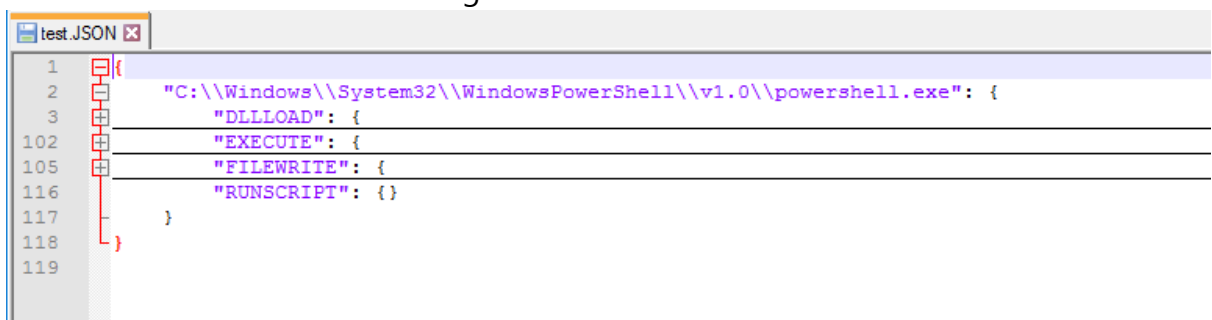 test.JSON
1 {
2 "C:\\Windows\\System32\\WindowsPowerShell\\v1.0\\powershell.exe": {
3 "DLLLOAD": {
102 "EXECUTE": {
105 "FILEWRITE": {
116 "RUNSCRIPT": {}
117 }
118 }
119